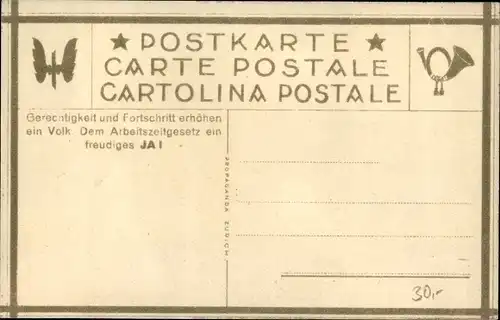 ★ POSTKARTE ★
CARTE POSTALE
CARTOLINA POSTALE
Gerechtigkeit und Fortschritt erhöhen
ein Volk. Dem Arbeitszeitgesetz ein
freudiges JA!
PROPAGANDA ZÜRICH
30,-